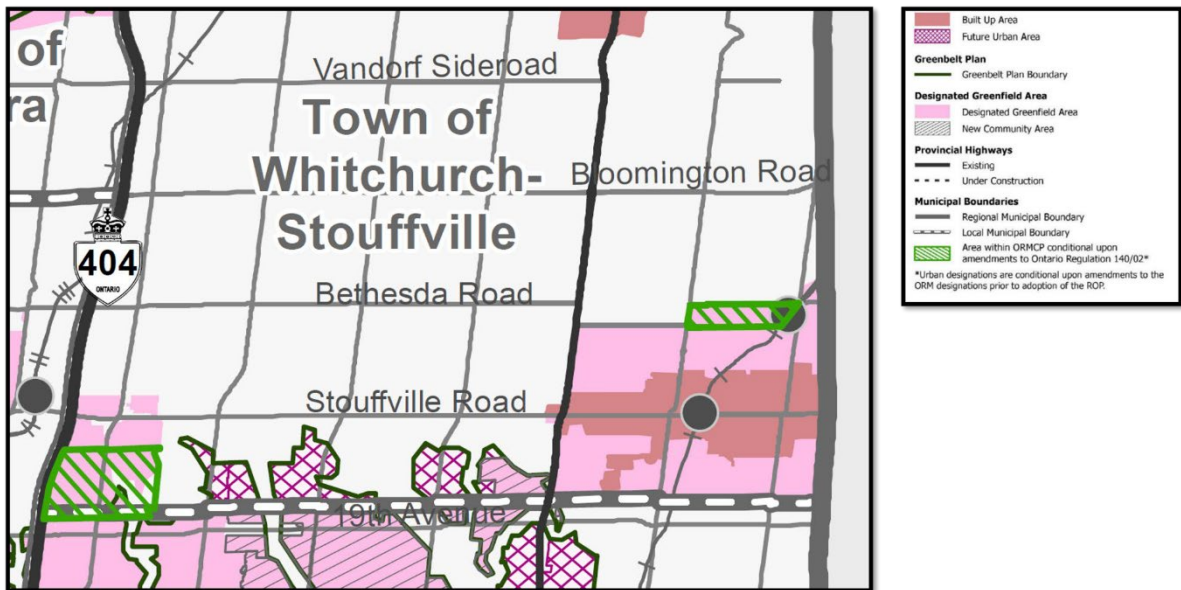 of
ra
Vandorf Sideroad
Town of
Whitchurch-
Stouffville
Bloomington Road
404
ONTARIO
Bethesda Road
Stouffville Road
19th Avenue
Built Up Area
Future Urban Area
Greenbelt Plan
Greenbelt Plan Boundary
Designated Greenfield Area
Designated Greenfield Area
New Community Area
Provincial Highways
Existing
Under Construction
Municipal Boundaries
Regional Municipal Boundary
Local Municipal Boundary
Area within ORMCP conditional upon
amendments to Ontario Regulation 140/02*
*Urban designations are conditional upon amendments to the
ORM designations prior to adoption of the ROP.